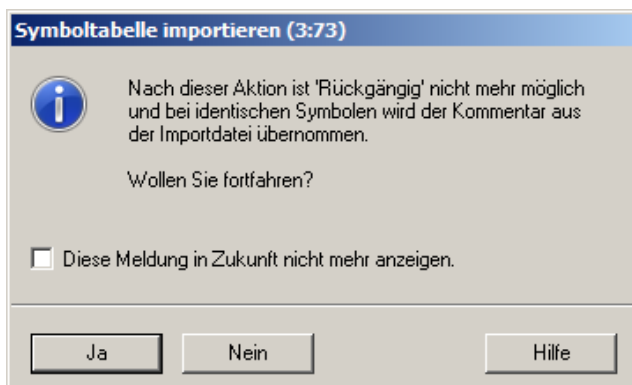 Symboltabelle importieren (3:73)
Nach dieser Aktion ist 'Rückgängig' nicht mehr möglich
und bei identischen Symbolen wird der Kommentar aus
der Importdatei übernommen.
Wollen Sie fortfahren?
Diese Meldung in Zukunft nicht mehr anzeigen.
Ja
Nein
Hilfe